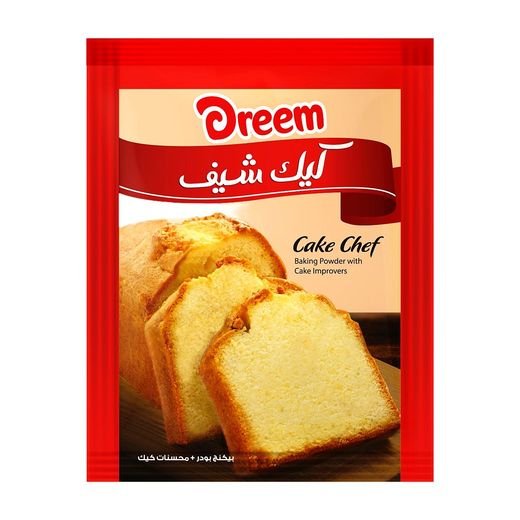 Dreem
كيك شيف
Cake Chef
Baking Powder with
Cake Improvers
بيكنج بودر + محسنات كيك